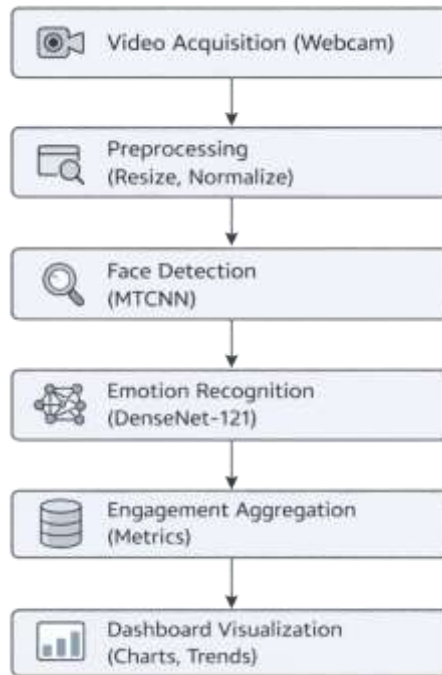 Video Acquisition (Webcam)
Preprocessing
(Resize, Normalize)
Face Detection
(MTCNN)
Emotion Recognition
(DenseNet-121)
Engagement Aggregation
(Metrics)
Dashboard Visualization
(Charts, Trends)